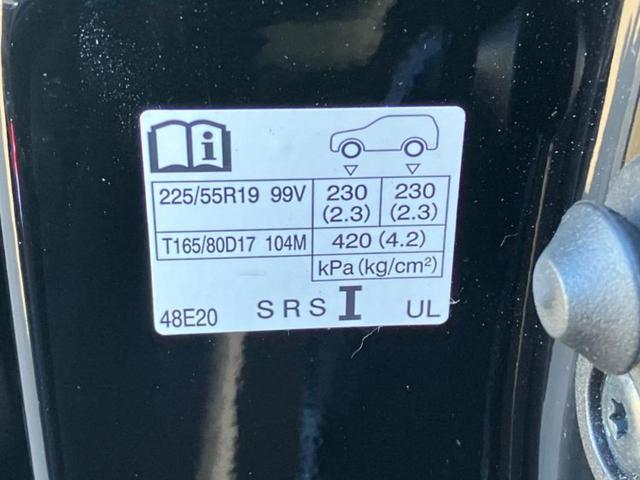 i
225/55R19 99V 230 (2.3) 230 (2.3)
T165/80D17 104M 420 (4.2)
kPa(kg/cm²)
48E20 SRS I UL